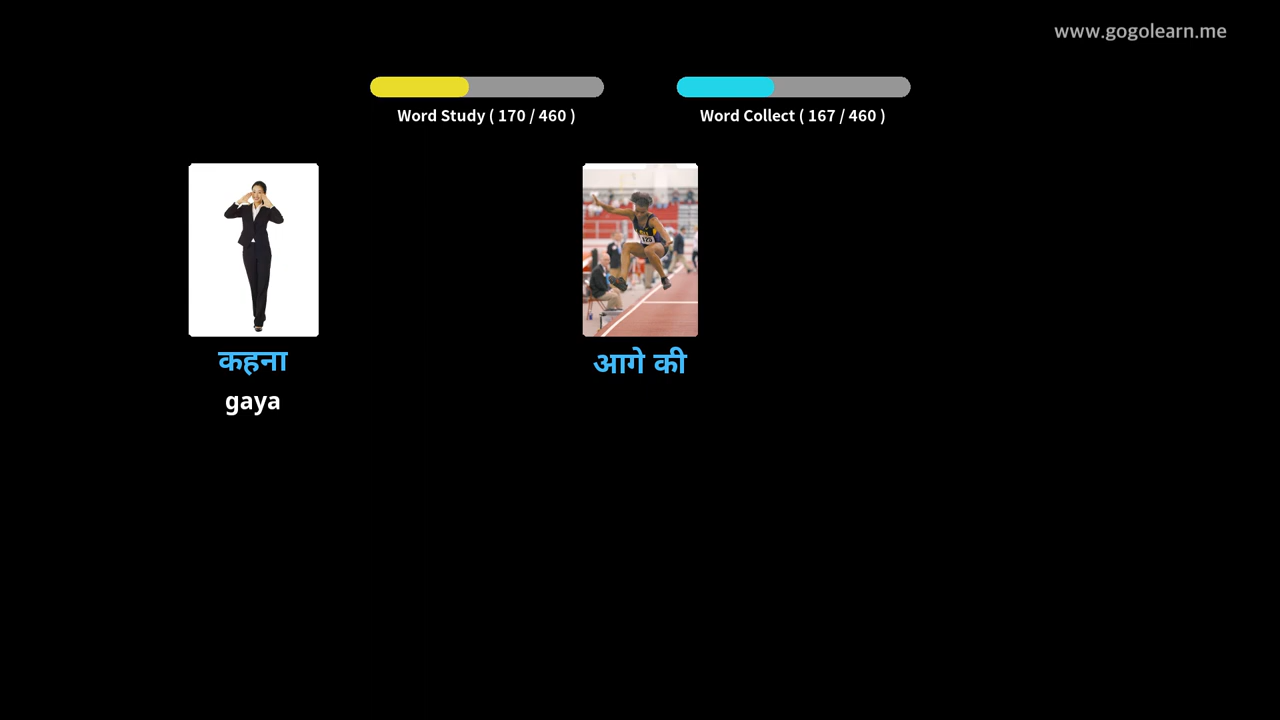 www.gogolearn.me
Word Study ( 170 / 460 )
Word Collect ( 167 / 460 )
कहना
gaya
आगे की